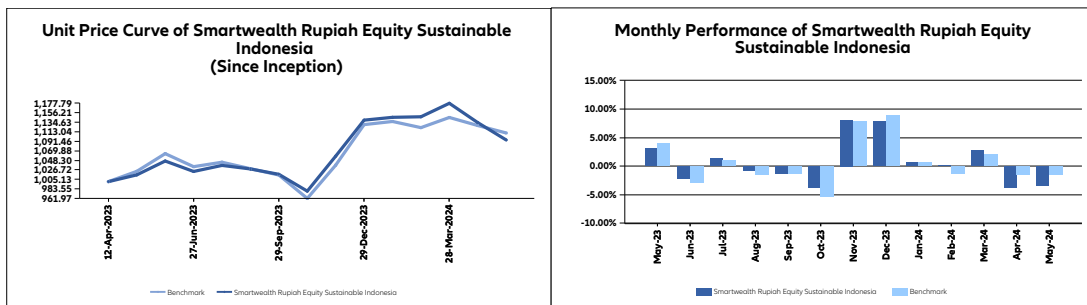 Unit Price Curve of Smartwealth Rupiah Equity Sustainable
Indonesia
(Since Inception)
1,177.79
1,156.21
1,134.63
1,113.04
1,091.46
1,069.88
1,048.30
1,026.72
1,005.13
983.55
961.97
12-Apr-2023
27-Jun-2023
29-Sep-2023
29-Dec-2023
28-Mar-2024
Benchmark
Smartwealth Rupiah Equity Sustainable Indonesia
Monthly Performance of Smartwealth Rupiah Equity
Sustainable Indonesia
15.00%
10.00%
5.00%
0.00%
-5.00%
-10.00%
May-23
Jun-23
Jul-23
Aug-23
Sep-23
Oct-23
Nov-23
Dec-23
Jan-24
Feb-24
Mar-24
Apr-24
May-24
Smartwealth Rupiah Equity Sustainable Indonesia
Benchmark